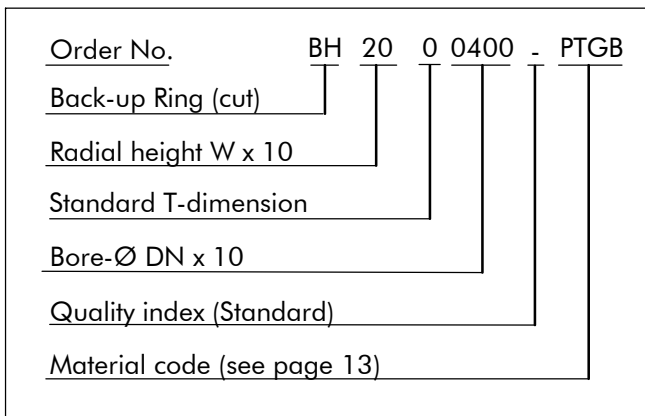 Order No. BH 20 0 0400 - PTGB
Back-up Ring (cut)
Radial height W x 10
Standard T-dimension
Bore-Ø DN x 10
Quality index (Standard)
Material code (see page 13)